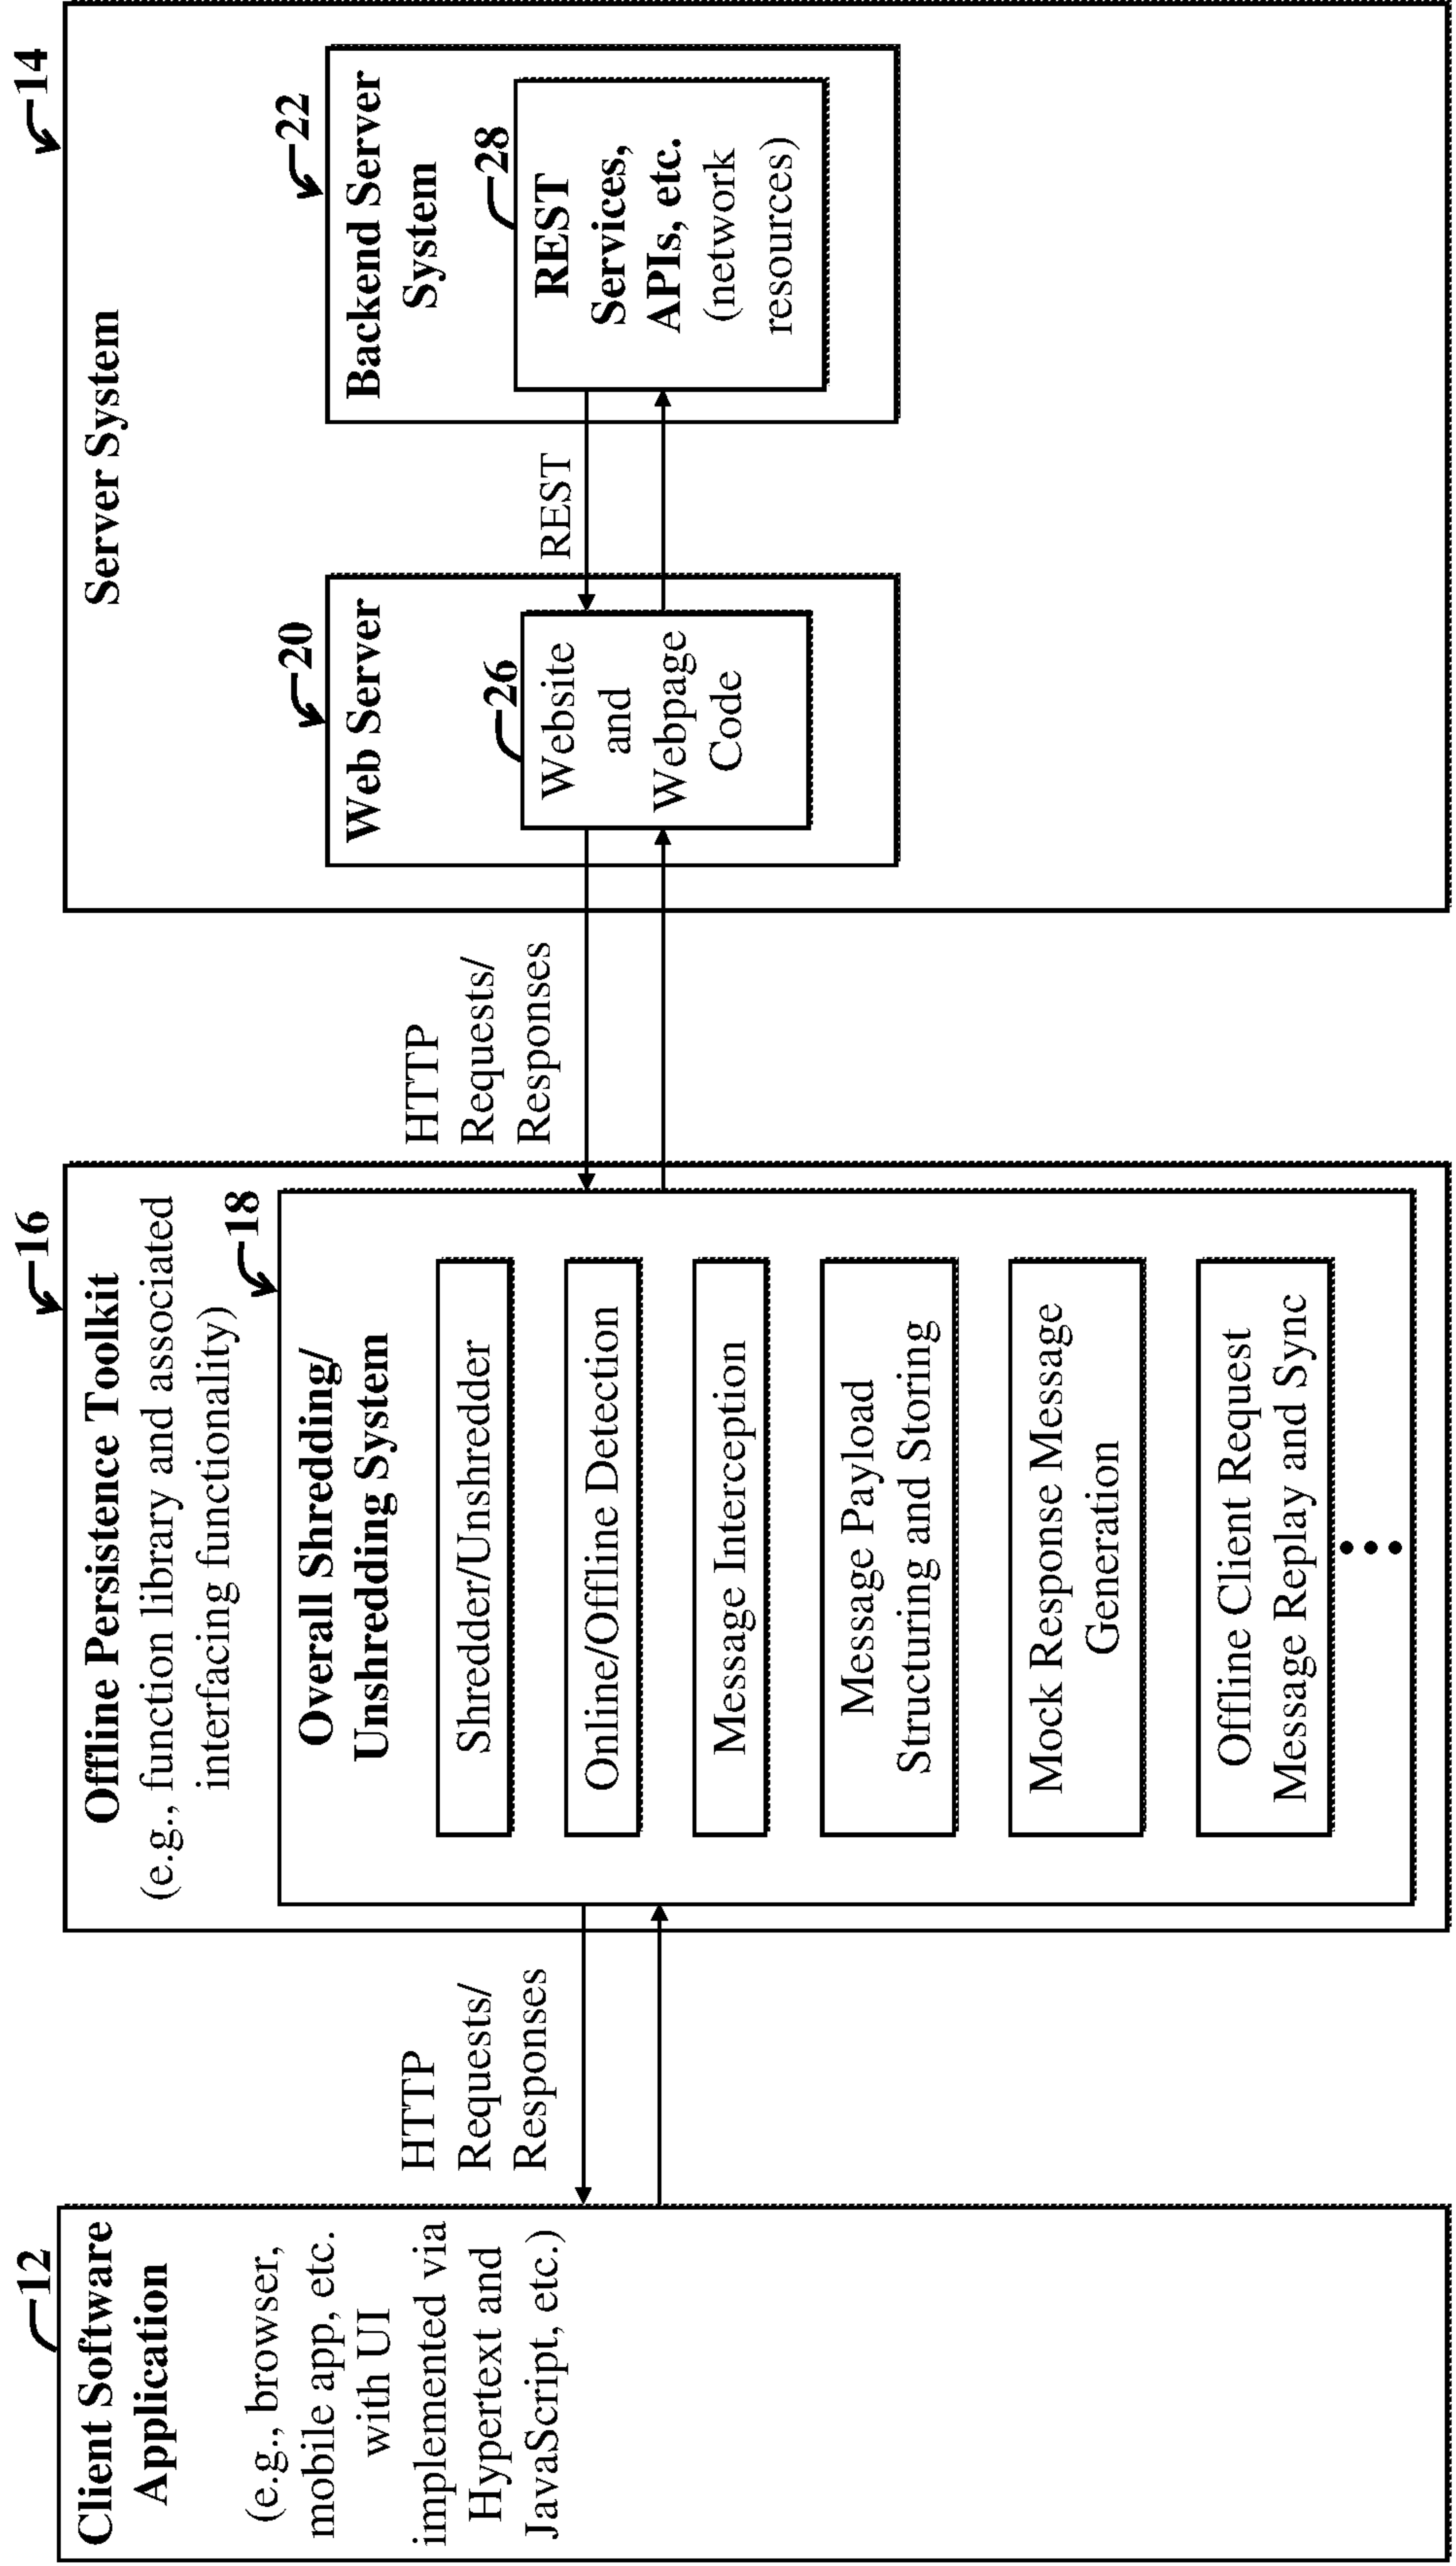 12
Client Software
Application
(e.g., browser,
mobile app, etc.
with UI
implemented via
Hypertext and
JavaScript, etc.)
HTTP
Requests/
Responses
16
Offline Persistence Toolkit
(e.g., function library and associated
interfacing functionality)
18
Overall Shredding/
Unshredding System
Shredder/Unshredder
Online/Offline Detection
Message Interception
Message Payload
Structuring and Storing
Mock Response Message
Generation
Offline Client Request
Message Replay and Sync
HTTP
Requests/
Responses
14
Server System
20
Web Server
26
Website
and
Webpage
Code
REST
22
Backend Server
System
28
REST
Services,
APIs, etc.
(network
resources)